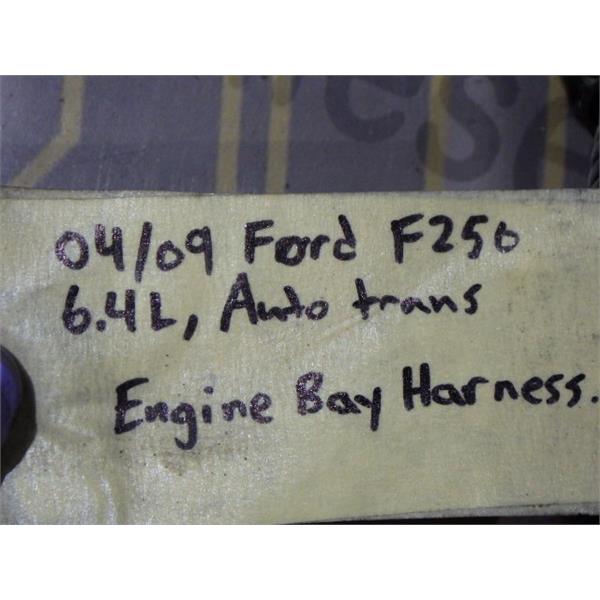 04/09 Ford F250
6.4L, Auto trans
Engine Bay Harness.